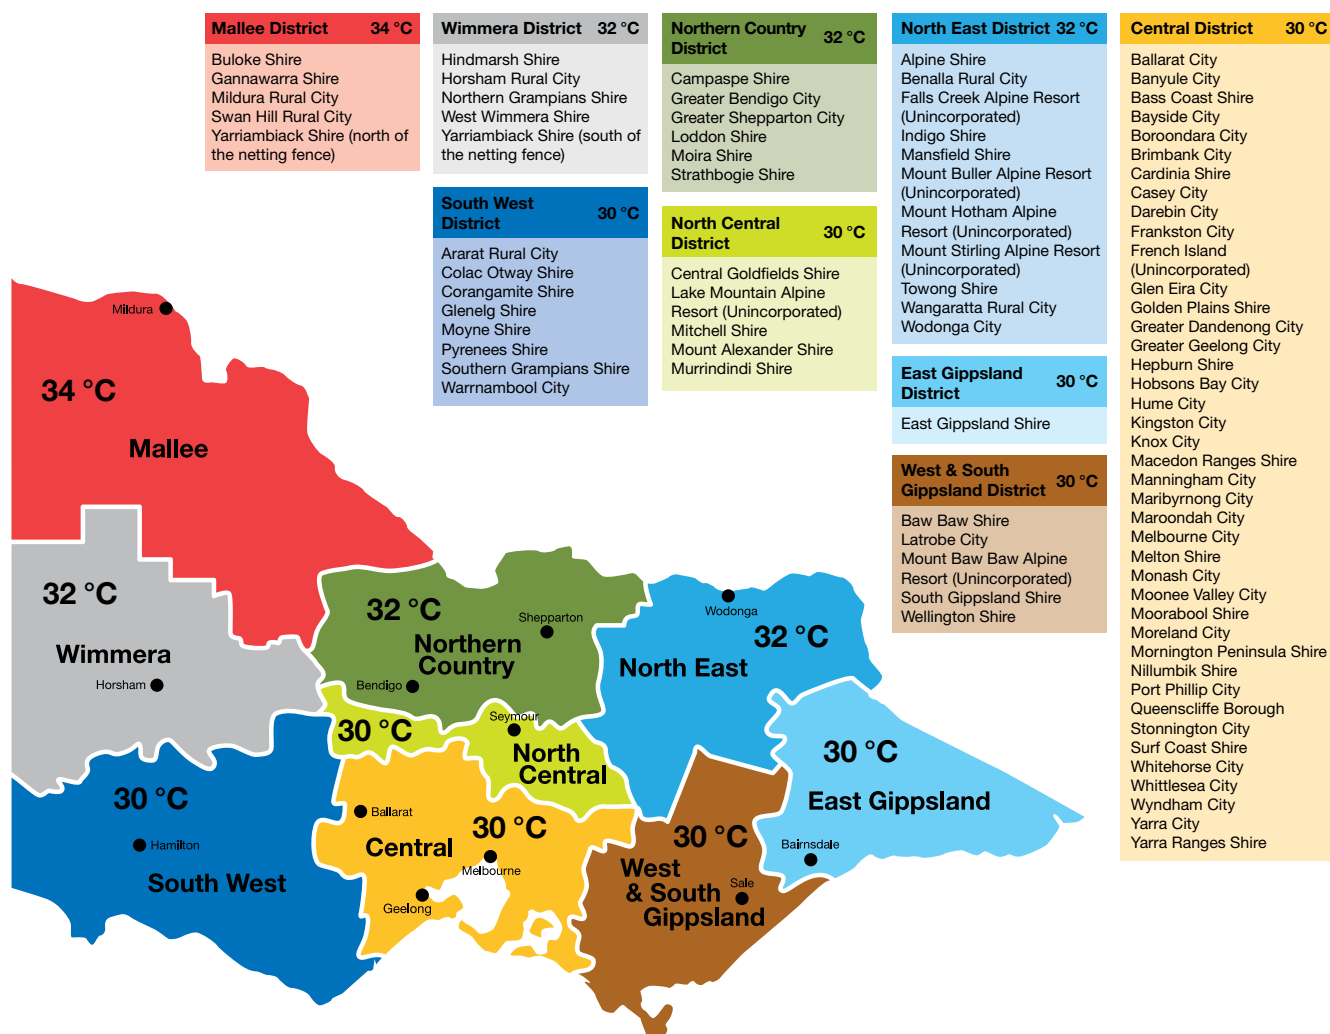 Mallee District 34 °C
Buloke Shire
Gannawarra Shire
Mildura Rural City
Swan Hill Rural City
Yarriambiack Shire (north of
the netting fence)
Wimmera District 32 °C
Hindmarsh Shire
Horsham Rural City
Northern Grampians Shire
West Wimmera Shire
Yarriambiack Shire (south of
the netting fence)
South West
District 30 °C
Ararat Rural City
Colac Otway Shire
Corangamite Shire
Glenelg Shire
Moyne Shire
Pyrenees Shire
Southern Grampians Shire
Warrnambool City
Northern Country
District 32 °C
Campaspe Shire
Greater Bendigo City
Greater Shepparton City
Loddon Shire
Moira Shire
Strathbogie Shire
North Central
District 30 °C
Central Goldfields Shire
Lake Mountain Alpine
Resort (Unincorporated)
Mitchell Shire
Mount Alexander Shire
Murrindindi Shire
North East District 32 °C
Alpine Shire
Benalla Rural City
Falls Creek Alpine Resort
(Unincorporated)
Indigo Shire
Mansfield Shire
Mount Buller Alpine Resort
(Unincorporated)
Mount Hotham Alpine
Resort (Unincorporated)
Mount Stirling Alpine Resort
(Unincorporated)
Towong Shire
Wangaratta Rural City
Wodonga City
East Gippsland
District 30 °C
East Gippsland Shire
West & South
Gippsland District 30 °C
Baw Baw Shire
Latrobe City
Mount Baw Baw Alpine
Resort (Unincorporated)
South Gippsland Shire
Wellington Shire
Central District 30 °C
Ballarat City
Banyule City
Bass Coast Shire
Bayside City
Boroondara City
Brimbank City
Cardinia Shire
Casey City
Darebin City
Frankston City
French Island
(Unincorporated)
Glen Eira City
Golden Plains Shire
Greater Dandenong City
Greater Geelong City
Hepburn Shire
Hobsons Bay City
Hume City
Kingston City
Knox City
Macedon Ranges Shire
Manningham City
Maribyrnong City
Maroondah City
Melbourne City
Melton Shire
Monash City
Moonee Valley City
Moorabool Shire
Moreland City
Mornington Peninsula Shire
Nillumbik Shire
Port Phillip City
Queenscliffe Borough
Stonnington City
Surf Coast Shire
Whitehorse City
Whittlesea City
Wyndham City
Yarra City
Yarra Ranges Shire
Mildura
34 °C
Mallee
32 °C
Wimmera
Horsham
32 °C
Shepparton
Northern
Country
Bendigo
Wodonga
32 °C
North East
30 °C
Seymour
North
Central
30 °C
East Gippsland
Bairnsdale
30 °C
Hamilton
South West
Ballarat
30 °C
Central
Melbourne
Geelong
30 °C
West
& South
Gippsland
Sale